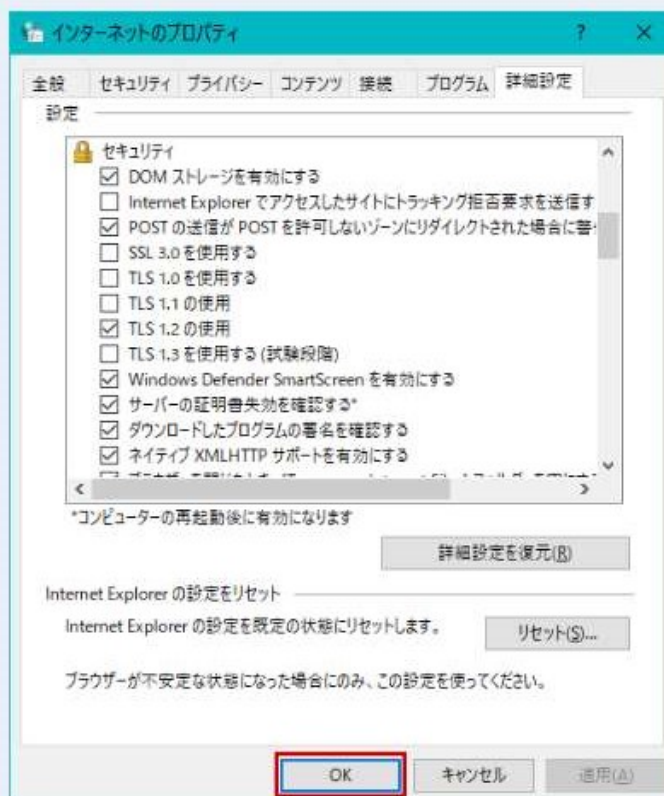 インターネットのプロパティ
全般 セキュリティ プライバシー コンテンツ 接続 プログラム 詳細設定
設定
セキュリティ
DOM ストレージを有効にする
Internet Explorer でアクセスしたサイトにトラッキング拒否要求を送信す
POST の送信が POST を許可しないゾーンにリダイレクトされた場合に警
SSL 3.0 を使用する
TLS 1.0 を使用する
TLS 1.1 の使用
TLS 1.2 の使用
TLS 1.3 を使用する (試験段階)
Windows Defender SmartScreen を有効にする
サーバーの証明書失効を確認する*
ダウンロードしたプログラムの署名を確認する
ネイティブ XMLHTTP サポートを有効にする
*コンピューターの再起動後に有効になります
詳細設定を復元(R)
Internet Explorer の設定をリセット
Internet Explorer の設定を既定の状態にリセットします。
リセット(S)...
ブラウザーが不安定な状態になった場合にのみ、この設定を使ってください。
OK キャンセル 適用(A)